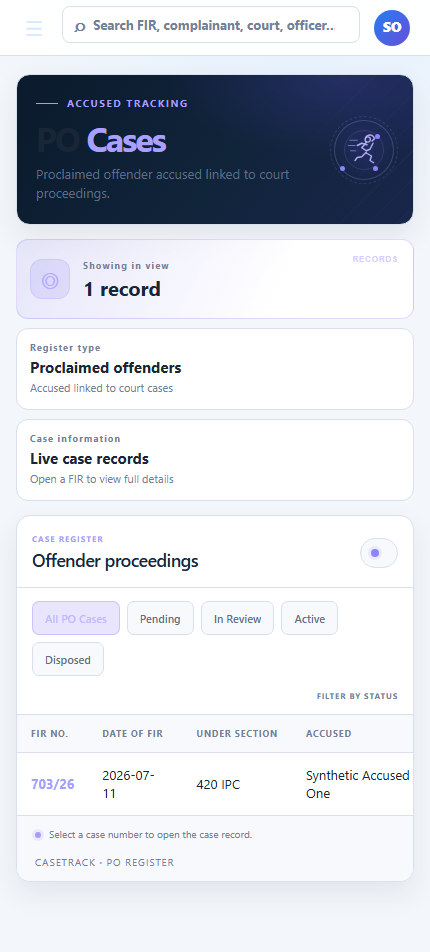 Search FIR, complainant, court, officer...
SO
ACCUSED TRACKING
PO Cases
Proclaimed offender accused linked to court
proceedings.
Showing in view
1 record
RECORDS
Register type
Proclaimed offenders
Accused linked to court cases
Case information
Live case records
Open a FIR to view full details
CASE REGISTER
Offender proceedings
All PO Cases
Pending
In Review
Active
Disposed
FILTER BY STATUS
FIR NO. DATE OF FIR UNDER SECTION ACCUSED
703/26 2026-07-11 420 IPC Synthetic Accused One
Select a case number to open the case record.
CASETRACK • PO REGISTER